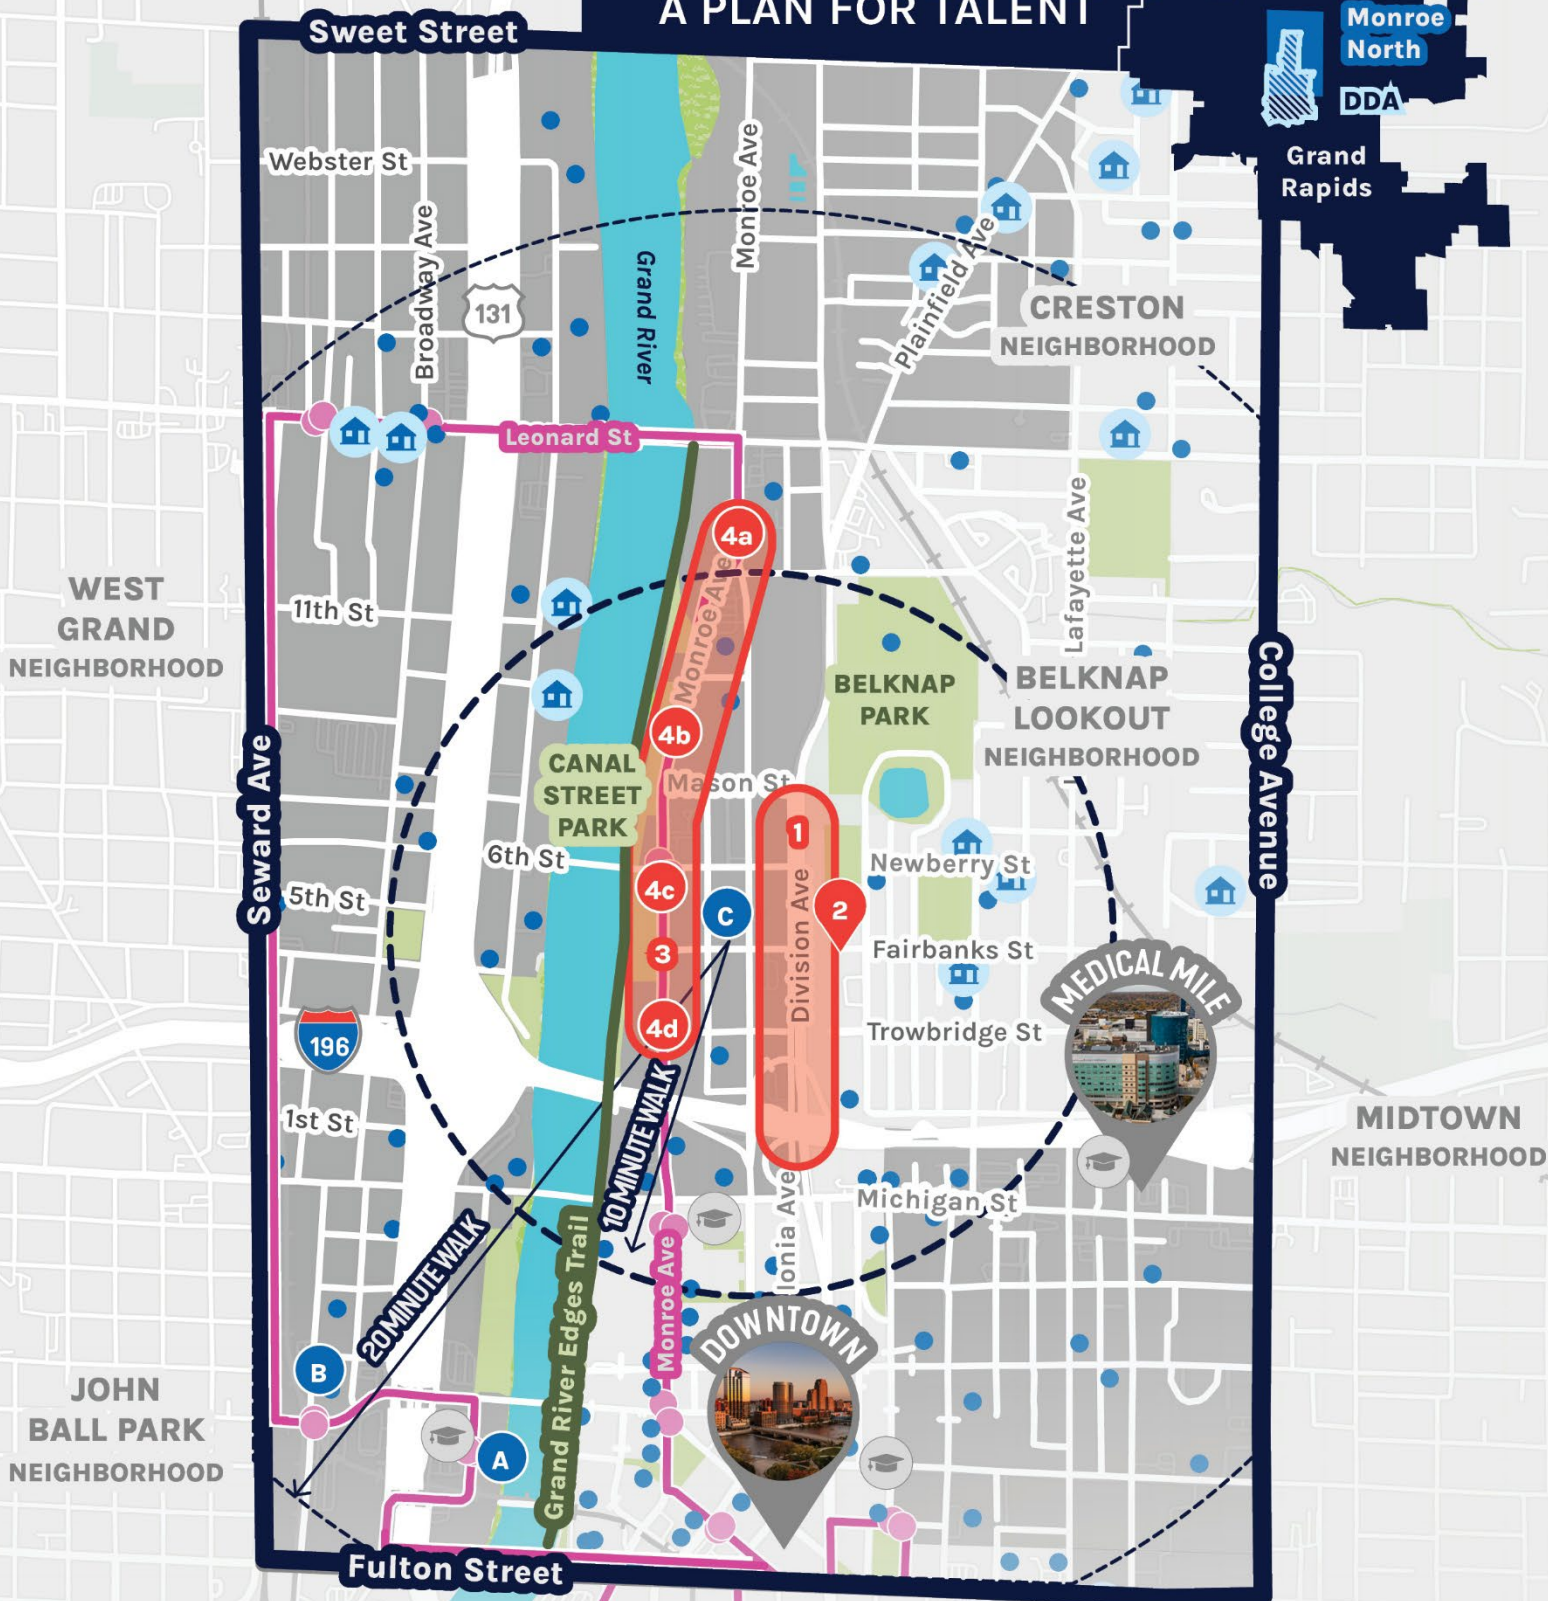 A PLAN FOR TALENT
Sweet Street
Monroe
North
DDA
Grand
Rapids
Webster St
Monroe Ave
Broadway Ave
Grand River
131
Plainfield Ave
CRESTON
NEIGHBORHOOD
Leonard St
Lafayette Ave
4a
WEST
GRAND
NEIGHBORHOOD
11th St
Monroe Ave
BELKNAP
PARK
BELKNAP
LOOKOUT
NEIGHBORHOOD
College Avenue
4b
CANAL
STREET
PARK
Mason St
Seward Ave
1
6th St
Newberry St
4c
5th St
C
2
Division Ave
3
Fairbanks St
MEDICAL MILE
4d
Trowbridge St
196
10 MINUTE WALK
1st St
MIDTOWN
NEIGHBORHOOD
Michigan St
Ionia Ave
20 MINUTE WALK
Grand River Edges Trail
Monroe Ave
DOWNTOWN
B
JOHN
BALL PARK
NEIGHBORHOOD
A
Fulton Street